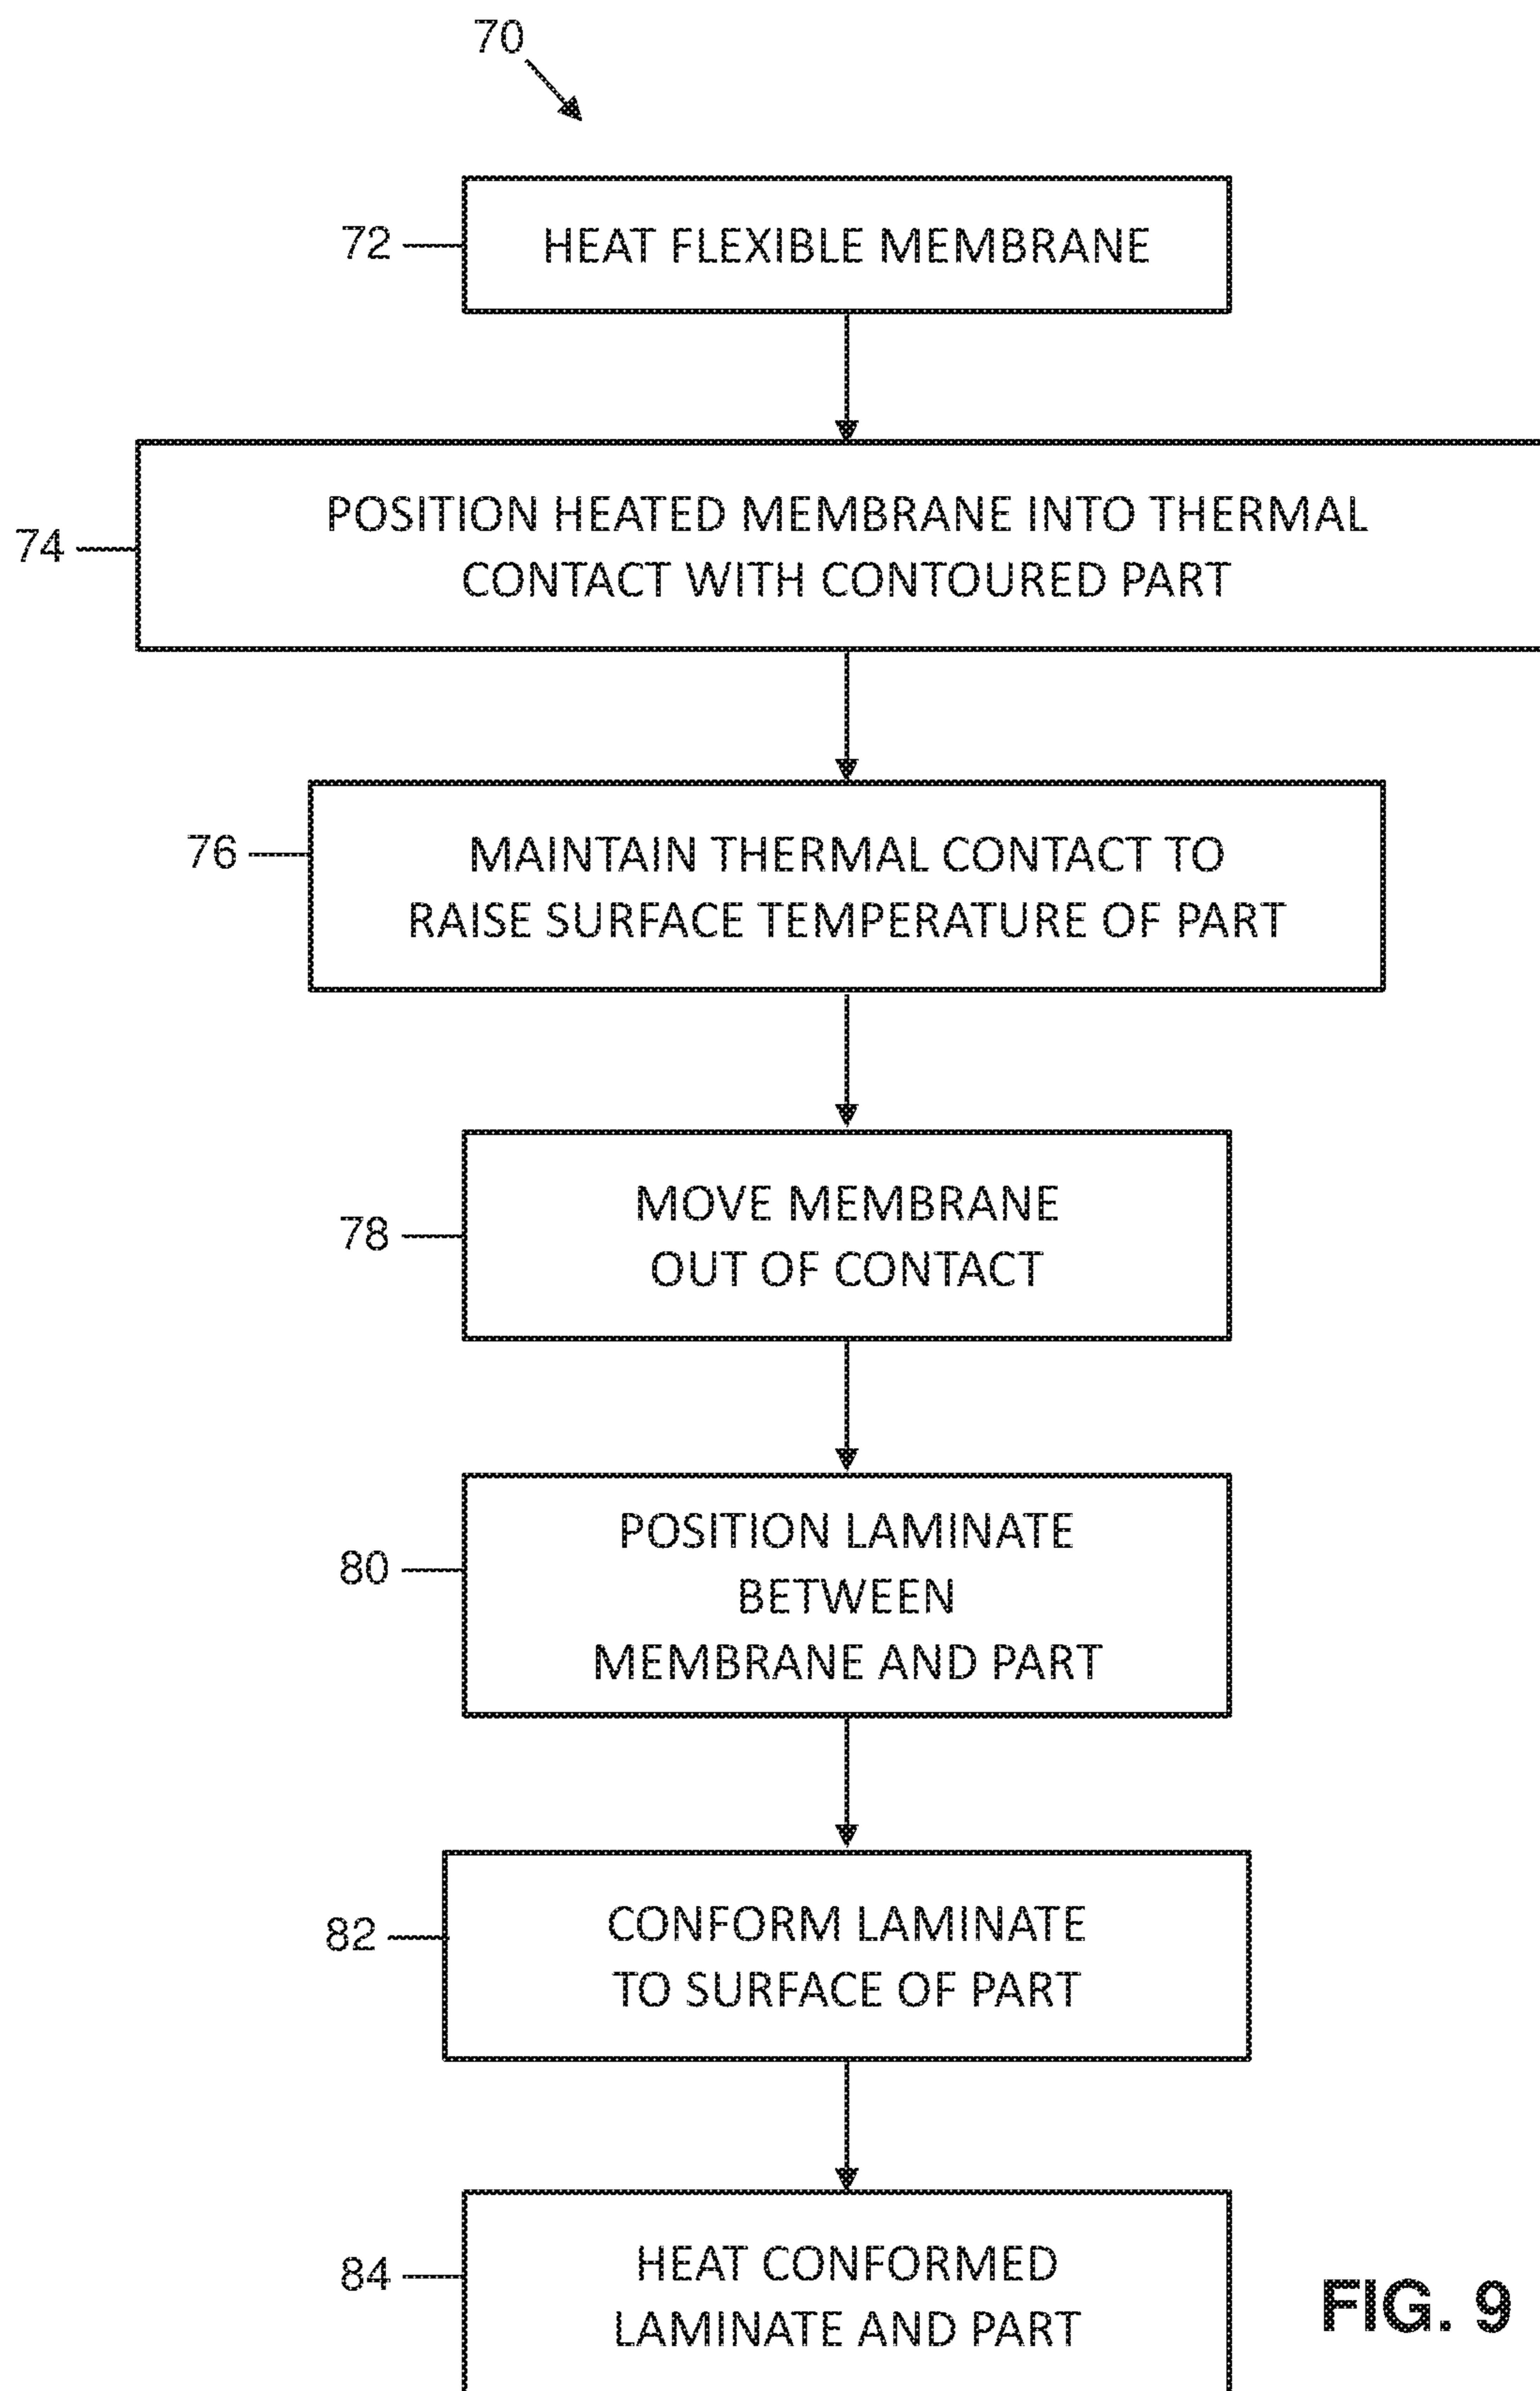 70
72
HEAT FLEXIBLE MEMBRANE
74
POSITION HEATED MEMBRANE INTO THERMAL
CONTACT WITH CONTOURED PART
76
MAINTAIN THERMAL CONTACT TO
RAISE SURFACE TEMPERATURE OF PART
78
MOVE MEMBRANE
OUT OF CONTACT
80
POSITION LAMINATE
BETWEEN
MEMBRANE AND PART
82
CONFORM LAMINATE
TO SURFACE OF PART
84
HEAT CONFORMED
LAMINATE AND PART
FIG. 9